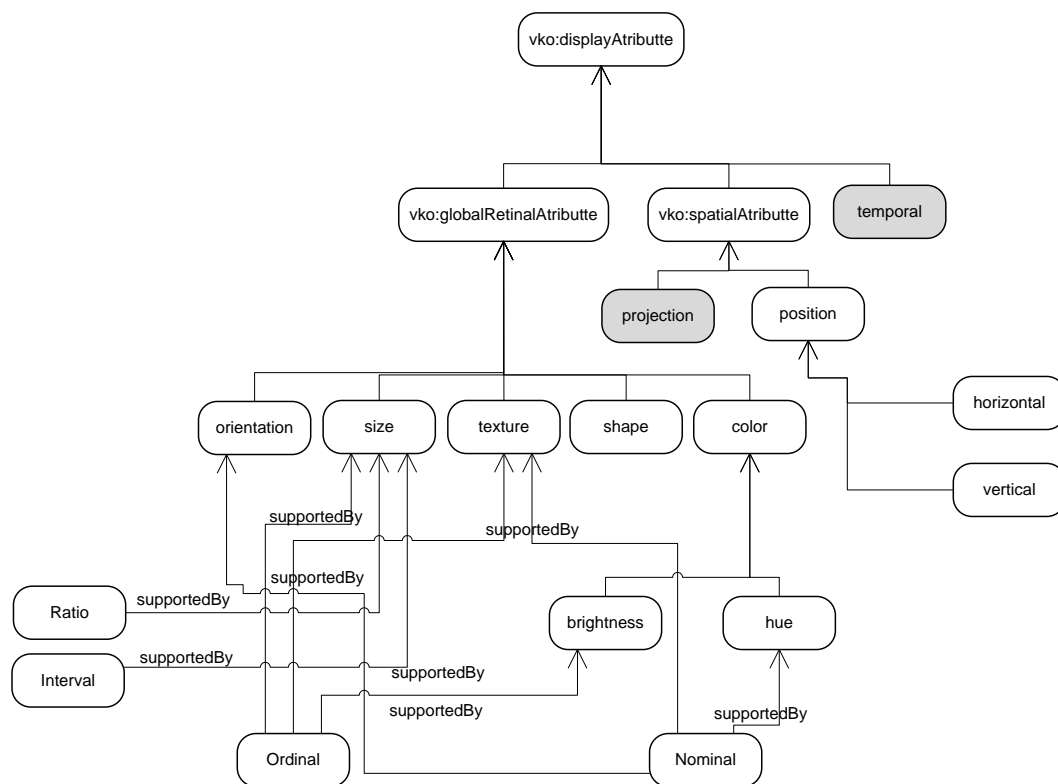 vko:displayAtributte
vko:globalRetinalAtributte
vko:spatialAtributte
temporal
projection
position
horizontal
orientation
size
texture
shape
color
vertical
supportedBy
supportedBy
supportedBy
supportedBy
Ratio
brightness
hue
supportedBy
supportedBy
Interval
supportedBy
supportedBy
Ordinal
Nominal